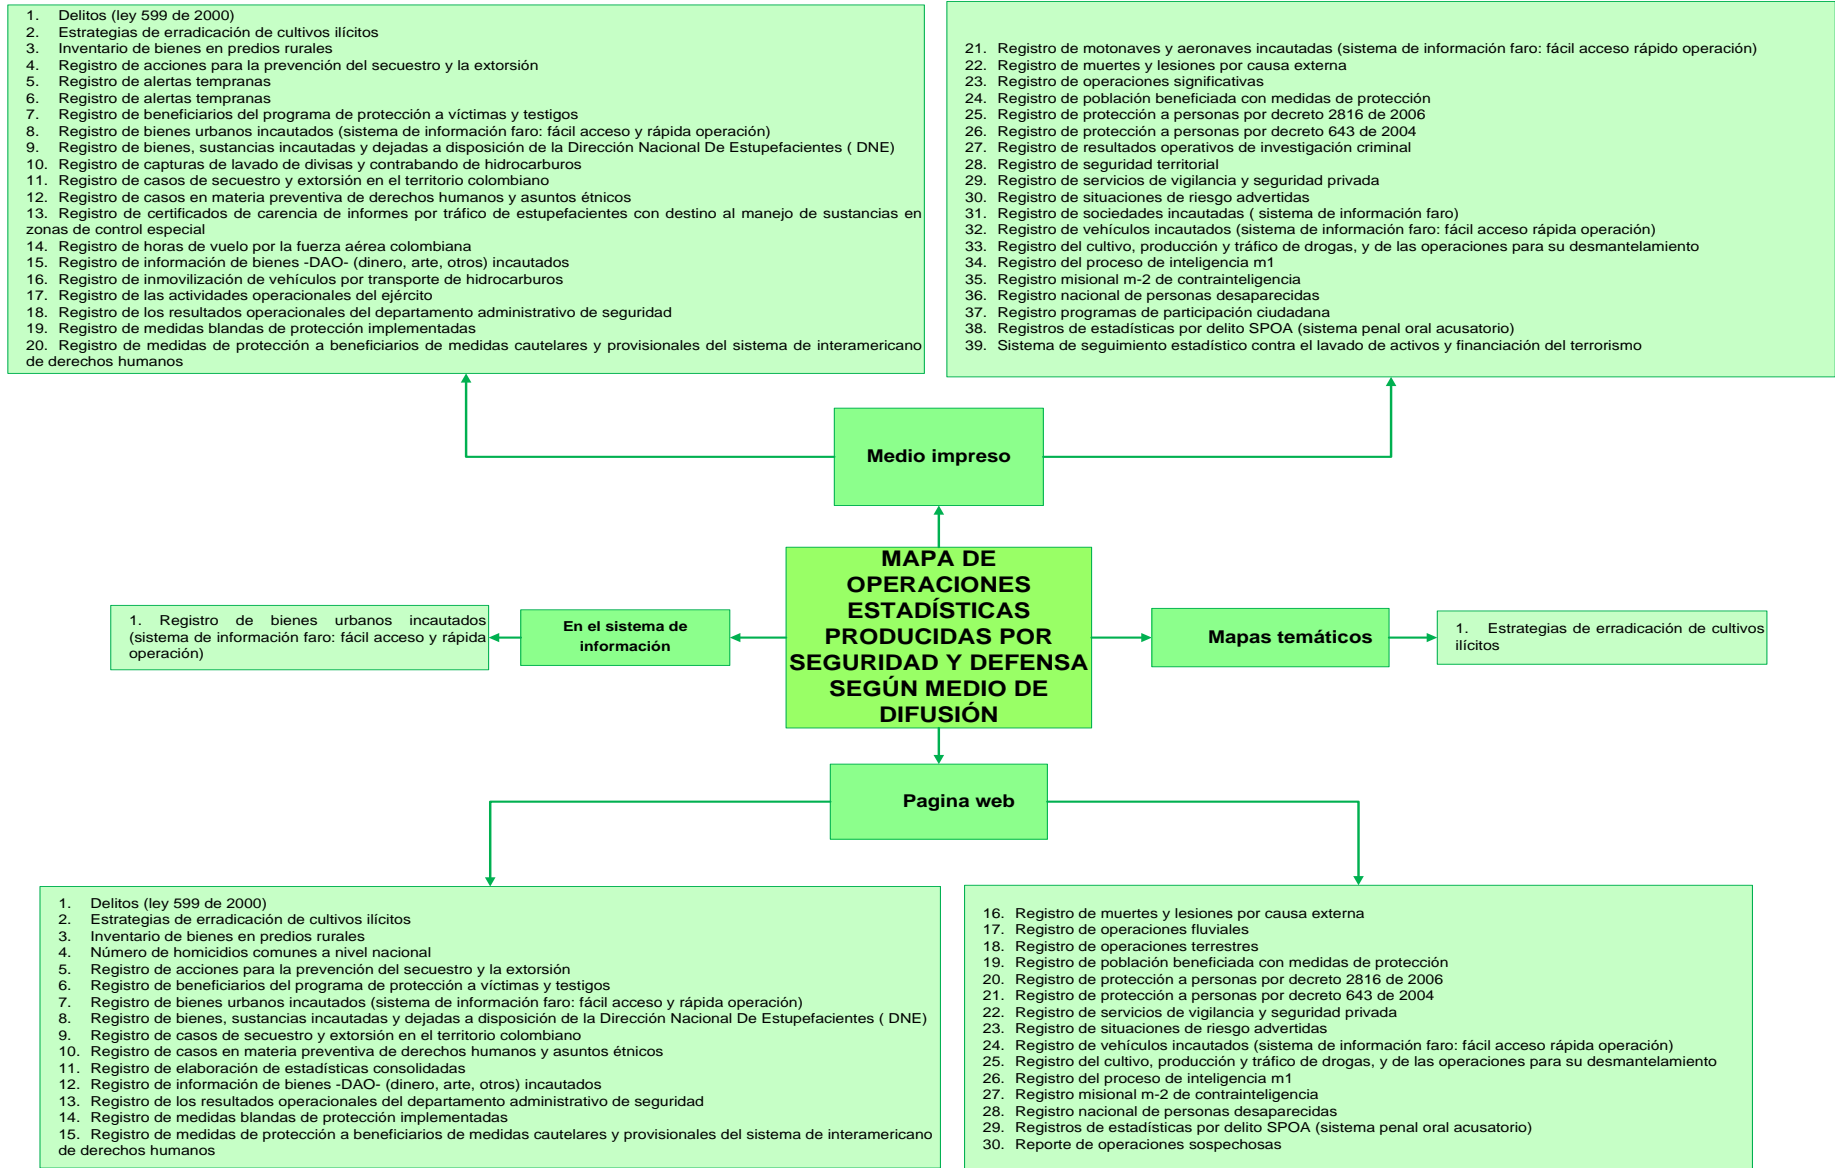 1. Delitos (ley 599 de 2000)
2. Estrategias de erradicación de cultivos ilícitos
3. Inventario de bienes en predios rurales
4. Registro de acciones para la prevención del secuestro y la extorsión
5. Registro de alertas tempranas
6. Registro de alertas tempranas
7. Registro de beneficiarios del programa de protección a víctimas y testigos
8. Registro de bienes urbanos incautados (sistema de información faro: fácil acceso y rápida operación)
9. Registro de bienes, sustancias incautadas y dejadas a disposición de la Dirección Nacional De Estupefacientes ( DNE)
10. Registro de capturas de lavado de divisas y contrabando de hidrocarburos
11. Registro de casos de secuestro y extorsión en el territorio colombiano
12. Registro de casos en materia preventiva de derechos humanos y asuntos étnicos
13. Registro de certificados de carencia de informes por tráfico de estupefacientes con destino al manejo de sustancias en
zonas de control especial
14. Registro de horas de vuelo por la fuerza aérea colombiana
15. Registro de información de bienes -DAO- (dinero, arte, otros) incautados
16. Registro de inmovilización de vehículos por transporte de hidrocarburos
17. Registro de las actividades operacionales del ejército
18. Registro de los resultados operacionales del departamento administrativo de seguridad
19. Registro de medidas blandas de protección implementadas
20. Registro de medidas de protección a beneficiarios de medidas cautelares y provisionales del sistema de interamericano
de derechos humanos
21. Registro de motonaves y aeronaves incautadas (sistema de información faro: fácil acceso rápido operación)
22. Registro de muertes y lesiones por causa externa
23. Registro de operaciones significativas
24. Registro de población beneficiada con medidas de protección
25. Registro de protección a personas por decreto 2816 de 2006
26. Registro de protección a personas por decreto 643 de 2004
27. Registro de resultados operativos de investigación criminal
28. Registro de seguridad territorial
29. Registro de servicios de vigilancia y seguridad privada
30. Registro de situaciones de riesgo advertidas
31. Registro de sociedades incautadas ( sistema de información faro)
32. Registro de vehículos incautados (sistema de información faro: fácil acceso rápida operación)
33. Registro del cultivo, producción y tráfico de drogas, y de las operaciones para su desmantelamiento
34. Registro del proceso de inteligencia m1
35. Registro misional m-2 de contrainteligencia
36. Registro nacional de personas desaparecidas
37. Registro programas de participación ciudadana
38. Registros de estadísticas por delito SPOA (sistema penal oral acusatorio)
39. Sistema de seguimiento estadístico contra el lavado de activos y financiación del terrorismo
Medio impreso
MAPA DE
OPERACIONES
ESTADÍSTICAS
PRODUCIDAS POR
SEGURIDAD Y DEFENSA
SEGÚN MEDIO DE
DIFUSIÓN
En el sistema de
información
1. Registro de bienes urbanos incautados
(sistema de información faro: fácil acceso y rápida
operación)
Mapas temáticos
1. Estrategias de erradicación de cultivos
ilícitos
Pagina web
1. Delitos (ley 599 de 2000)
2. Estrategias de erradicación de cultivos ilícitos
3. Inventario de bienes en predios rurales
4. Número de homicidios comunes a nivel nacional
5. Registro de acciones para la prevención del secuestro y la extorsión
6. Registro de beneficiarios del programa de protección a víctimas y testigos
7. Registro de bienes urbanos incautados (sistema de información faro: fácil acceso y rápida operación)
8. Registro de bienes, sustancias incautadas y dejadas a disposición de la Dirección Nacional De Estupefacientes ( DNE)
9. Registro de casos de secuestro y extorsión en el territorio colombiano
10. Registro de casos en materia preventiva de derechos humanos y asuntos étnicos
11. Registro de elaboración de estadísticas consolidadas
12. Registro de información de bienes -DAO- (dinero, arte, otros) incautados
13. Registro de los resultados operacionales del departamento administrativo de seguridad
14. Registro de medidas blandas de protección implementadas
15. Registro de medidas de protección a beneficiarios de medidas cautelares y provisionales del sistema de interamericano
de derechos humanos
16. Registro de muertes y lesiones por causa externa
17. Registro de operaciones fluviales
18. Registro de operaciones terrestres
19. Registro de población beneficiada con medidas de protección
20. Registro de protección a personas por decreto 2816 de 2006
21. Registro de protección a personas por decreto 643 de 2004
22. Registro de servicios de vigilancia y seguridad privada
23. Registro de situaciones de riesgo advertidas
24. Registro de vehículos incautados (sistema de información faro: fácil acceso rápida operación)
25. Registro del cultivo, producción y tráfico de drogas, y de las operaciones para su desmantelamiento
26. Registro del proceso de inteligencia m1
27. Registro misional m-2 de contrainteligencia
28. Registro nacional de personas desaparecidas
29. Registros de estadísticas por delito SPOA (sistema penal oral acusatorio)
30. Reporte de operaciones sospechosas